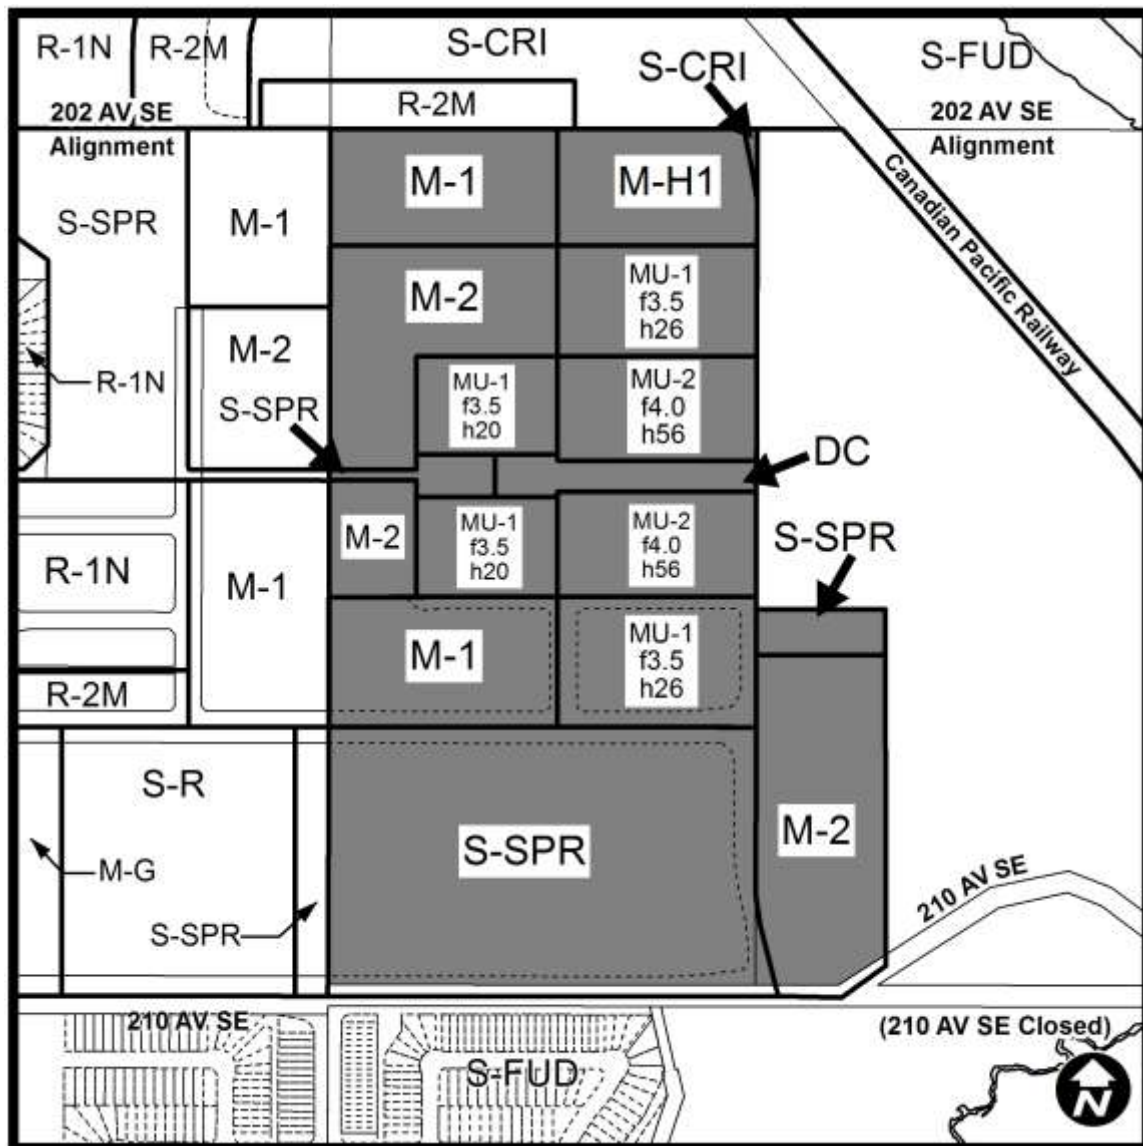 R-1N
R-2M
S-CRI
S-CRI
S-FUD
R-2M
202 AV SE
Alignment
202 AV SE
Alignment
Canadian Pacific Railway
S-SPR
M-1
M-1
M-H1
M-2
MU-1
f3.5
h26
M-2
R-1N
S-SPR
MU-1
f3.5
h20
MU-2
f4.0
h56
DC
R-1N
M-1
M-2
MU-1
f3.5
h20
MU-2
f4.0
h56
S-SPR
M-1
MU-1
f3.5
h26
R-2M
S-R
M-G
S-SPR
S-SPR
M-2
210 AV SE
210 AV SE
(210 AV SE Closed)
S-FUD
N